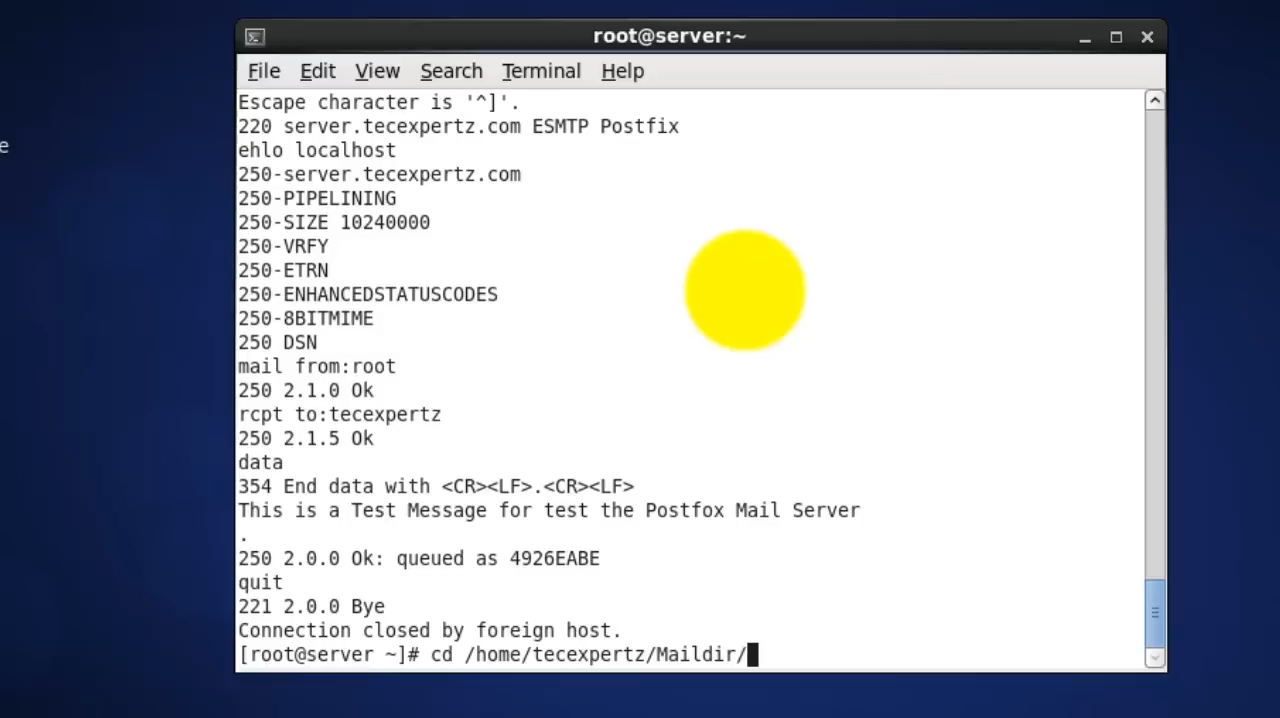 root@server:~
File Edit View Search Terminal Help
Escape character is '^]'.
220 server.tecexpertz.com ESMTP Postfix
ehlo localhost
250-server.tecexpertz.com
250-PIPELINING
250-SIZE 10240000
250-VRFY
250-ETRN
250-ENHANCEDSTATUSCODES
250-8BITMIME
250 DSN
mail from:root
250 2.1.0 Ok
rcpt to:tecexpertz
250 2.1.5 Ok
data
354 End data with <CR><LF>.<CR><LF>
This is a Test Message for test the Postfox Mail Server
.
250 2.0.0 Ok: queued as 4926EABE
quit
221 2.0.0 Bye
Connection closed by foreign host.
[root@server ~]# cd /home/tecexpertz/Maildir/
e